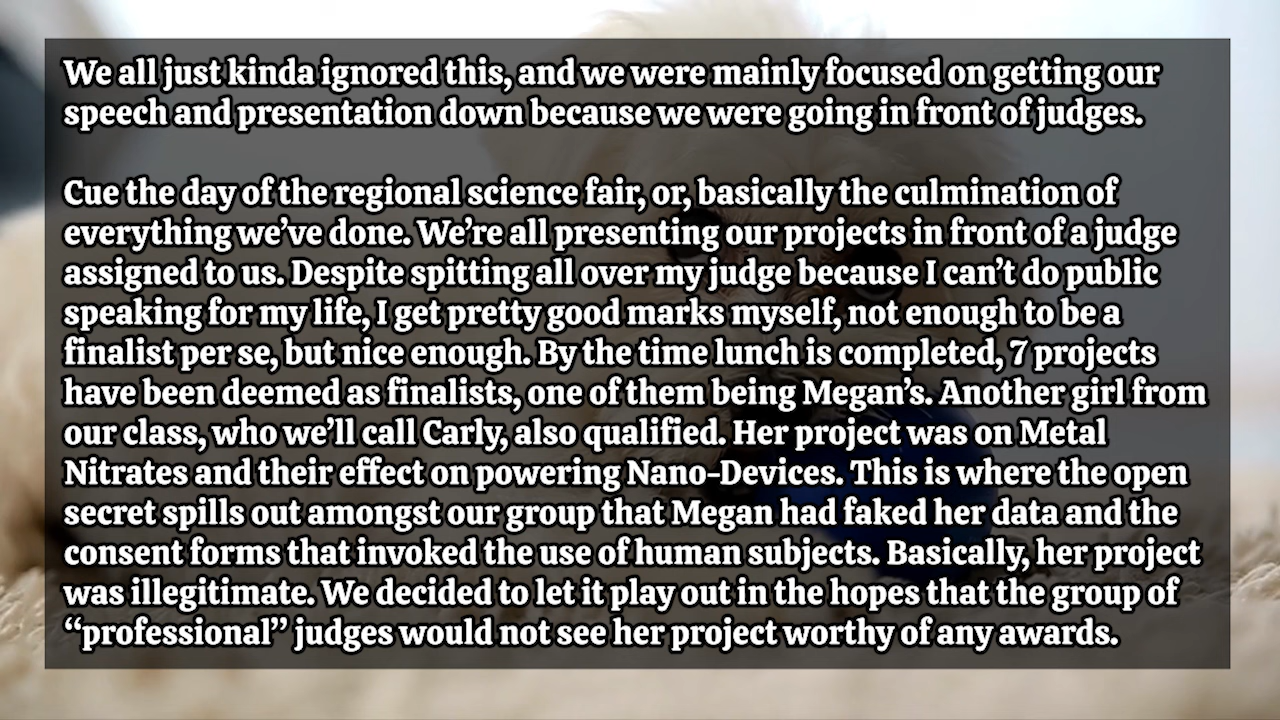 We all just kinda ignored this, and we were mainly focused on getting our
speech and presentation down because we were going in front of judges.
Cue the day of the regional science fair, or, basically the culmination of
everything we’ve done. We’re all presenting our projects in front of a judge
assigned to us. Despite spitting all over my judge because I can’t do public
speaking for my life, I get pretty good marks myself, not enough to be a
finalist per se, but nice enough. By the time lunch is completed, 7 projects
have been deemed as finalists, one of them being Megan’s. Another girl from
our class, who we’ll call Carly, also qualified. Her project was on Metal
Nitrates and their effect on powering Nano-Devices. This is where the open
secret spills out amongst our group that Megan had faked her data and the
consent forms that invoked the use of human subjects. Basically, her project
was illegitimate. We decided to let it play out in the hopes that the group of
“professional” judges would not see her project worthy of any awards.